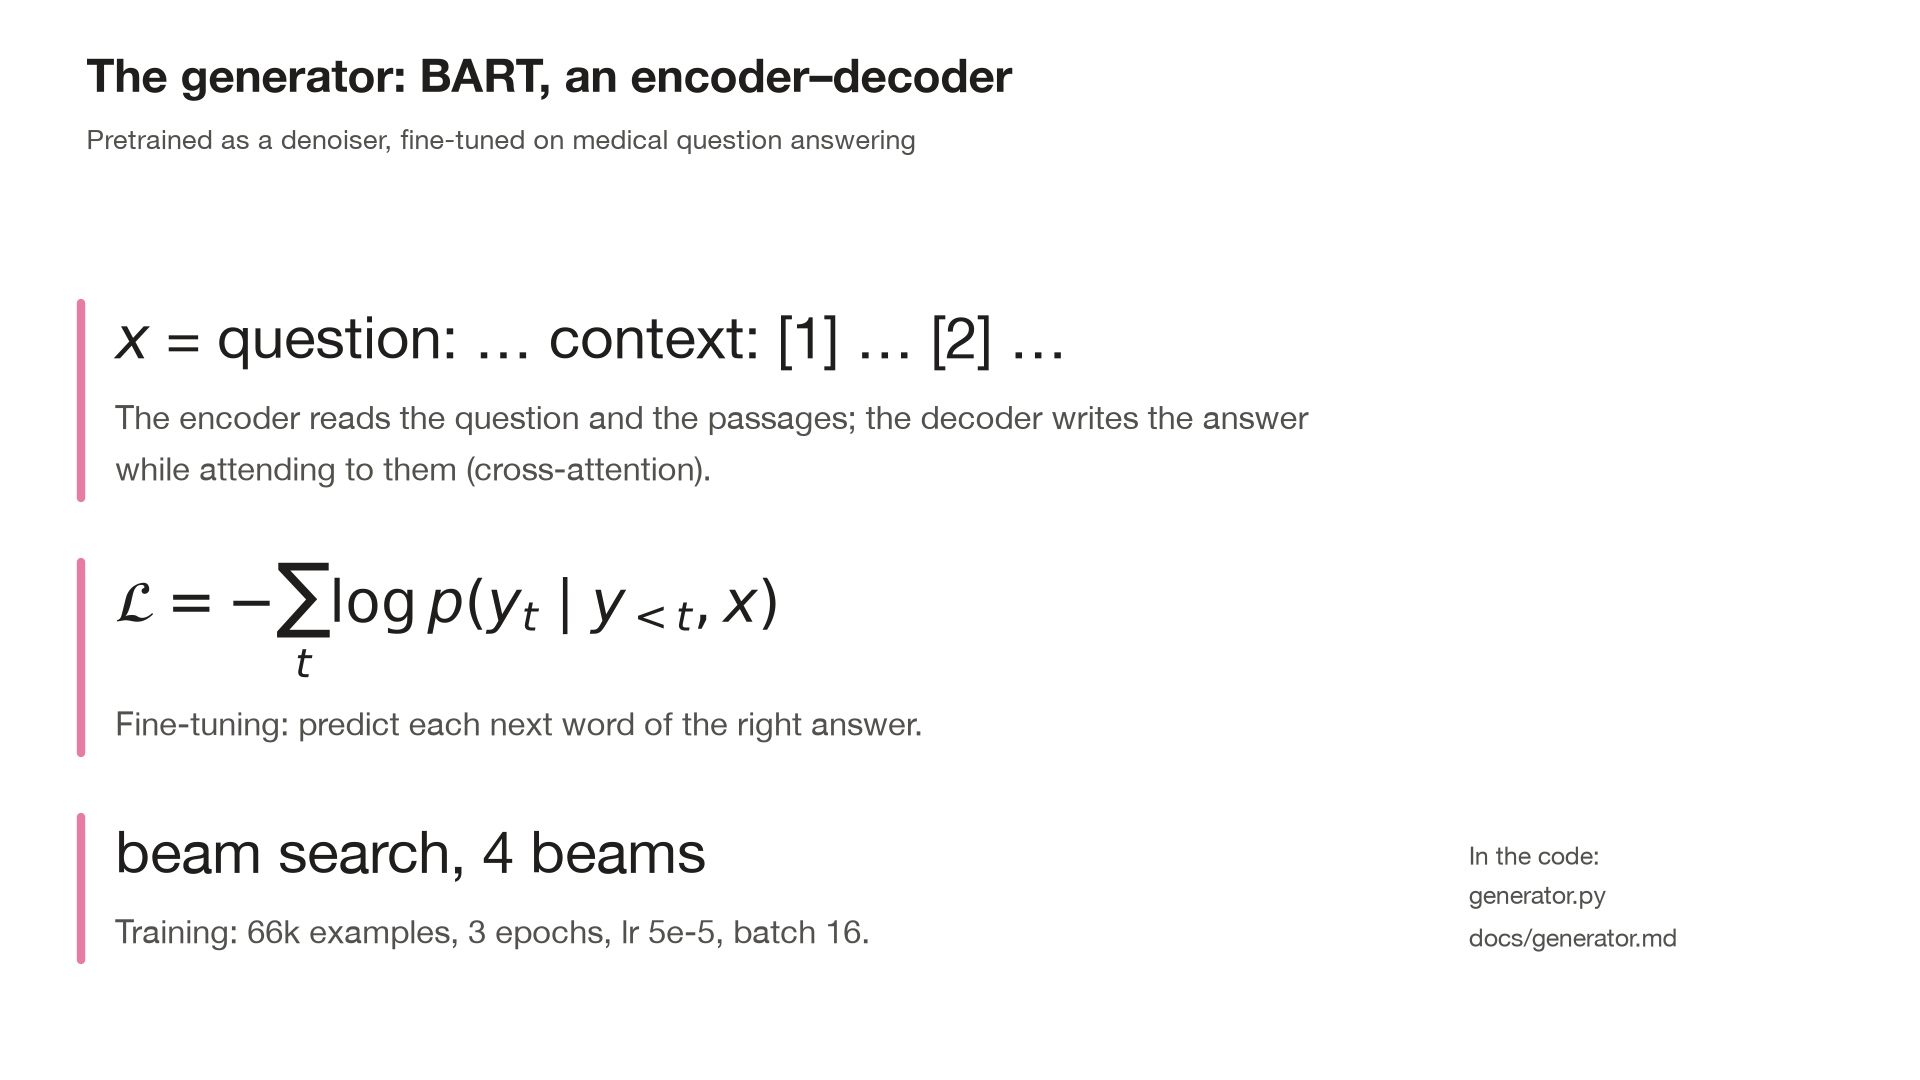 The generator: BART, an encoder–decoder
Pretrained as a denoiser, fine-tuned on medical question answering
x = question: … context: [1] … [2] …
The encoder reads the question and the passages; the decoder writes the answer
while attending to them (cross-attention).
ℒ = −∑ₜ log p(yₜ | y<ₜ, x)
Fine-tuning: predict each next word of the right answer.
beam search, 4 beams
Training: 66k examples, 3 epochs, lr 5e-5, batch 16.
In the code:
generator.py
docs/generator.md